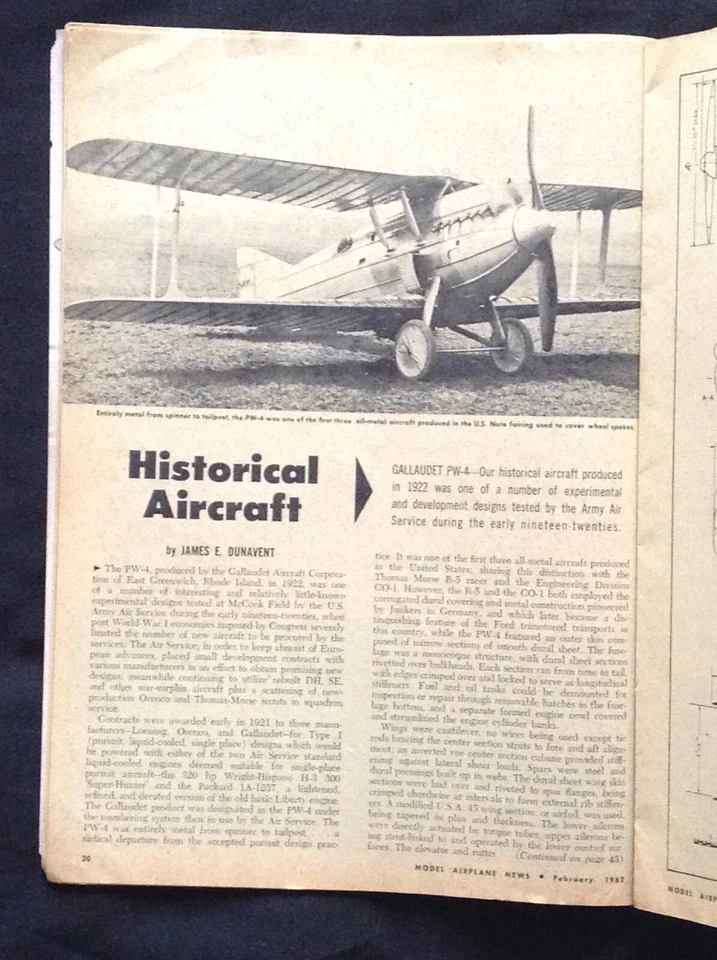 Entirely metal from spinner to tailpost, the PW-4 was one of the first three all-metal aircraft produced in the U.S. Note fairing used to cover wheel spokes
Historical
Aircraft
GALLAUDET PW-4—Our historical aircraft produced
in 1922 was one of a number of experimental
and development designs tested by the Army Air
Service during the early nineteen-twenties.
by JAMES E. DUNAVENT
► The PW-4, produced by the Gallaudet Aircraft Corpora-
tion of East Greenwich, Rhode Island, in 1922, was one
of a number of interesting and relatively little-known
experimental designs tested at McCook Field by the U.S.
Army Air Service during the early nineteen-twenties, when
post World-War I economies imposed by Congress severely
limited the number of new aircraft to be procured by the
services. The Air Service, in order to keep abreast of Euro-
pean advances, placed small development contracts with
various manufacturers in an effort to obtain promising new
designs, meanwhile continuing to utilize rebuilt DH, SE,
and other war-surplus aircraft plus a scattering of new-
production Orenco and Thomas-Morse scouts in squadron
service.
Contracts were awarded early in 1921 to three manu-
facturers—Loening, Orenco, and Gallaudet—for Type I
(pursuit, liquid-cooled, single place) designs which would
be powered with either of the two Air Service standard
liquid-cooled engines deemed suitable for single-place
pursuit aircraft—the 320 hp Wright-Hispano H-3 300
"Super-Hunter" and the Packard 1A-1237, a lightened,
refined, and derated version of the old basic Liberty engine.
The Gallaudet product was designated as the PW-4 under
the numbering system then in use by the Air Service. The
PW-4 was entirely metal from spinner to tailpost a
radical departure from the accepted pursuit design prac-
tice. It was one of the first three all-metal aircraft produced
in the United States, sharing this distinction with the
Thomas Morse R-5 racer and the Engineering Division
CO-1. However, the R-5 and the CO-1 both employed the
corrugated dural covering and metal construction pioneered
by Junkers in Germany, and which later became a dis-
tinguishing feature of the Ford trimotored transports in
this country, while the PW-4 featured an outer skin com-
posed of narrow sections of smooth dural sheet. The fuse-
lage was a monocoque structure, with dural sheet sections
rivetted over bulkheads. Each section ran from nose to tail,
with edges crimped over and locked to serve as longitudinal
stiffeners. Fuel and oil tanks could be demounted for
inspection or repair through removable hatches in the fuse-
lage bottom, and a separate formed engine cowl covered
and streamlined the engine cylinder banks.
Wings were cantilever, no wires being used except tie
rods bracing the center section struts to fore and aft align-
ment; an inverted vee center section cabane provided stiff-
ening against lateral shear loads. Spars were steel and
dural pressings built up in webs. The dural sheet wing skin
sections were laid over and riveted to spar flanges, being
crimped chordwise at intervals to form external rib stiffen-
ers. A modified U.S.A. 45 wing section, or airfoil, was used,
being tapered in plan and thickness. The lower ailerons
were directly actuated by torque tubes, upper ailerons be-
ing strut-linked to and operated by the lower control sur-
faces. The elevator and rudder (Continued on page 43)
20
MODEL AIRPLANE NEWS • February, 1962
A-A
MODEL AIRP